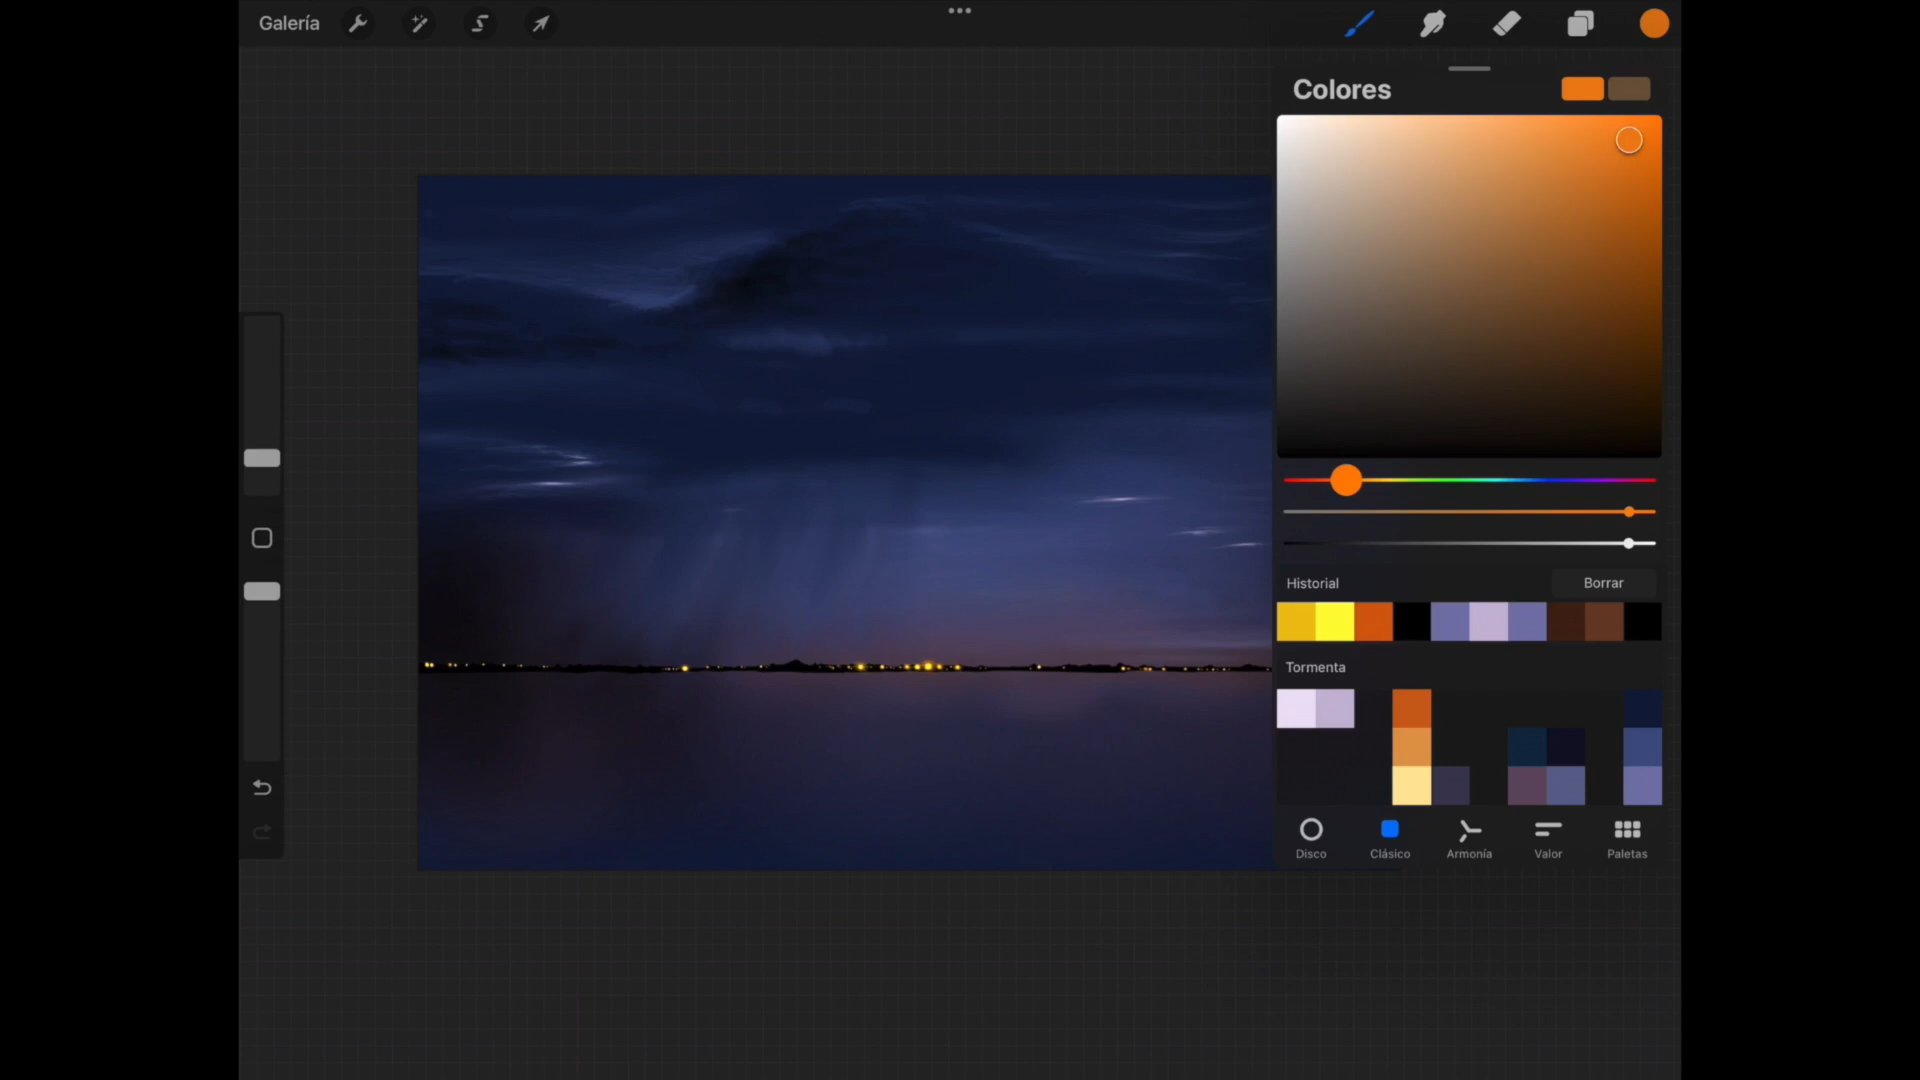 Galería
Colores
Historial
Borrar
Tormenta
Disco
Clásico
Armonía
Valor
Paletas